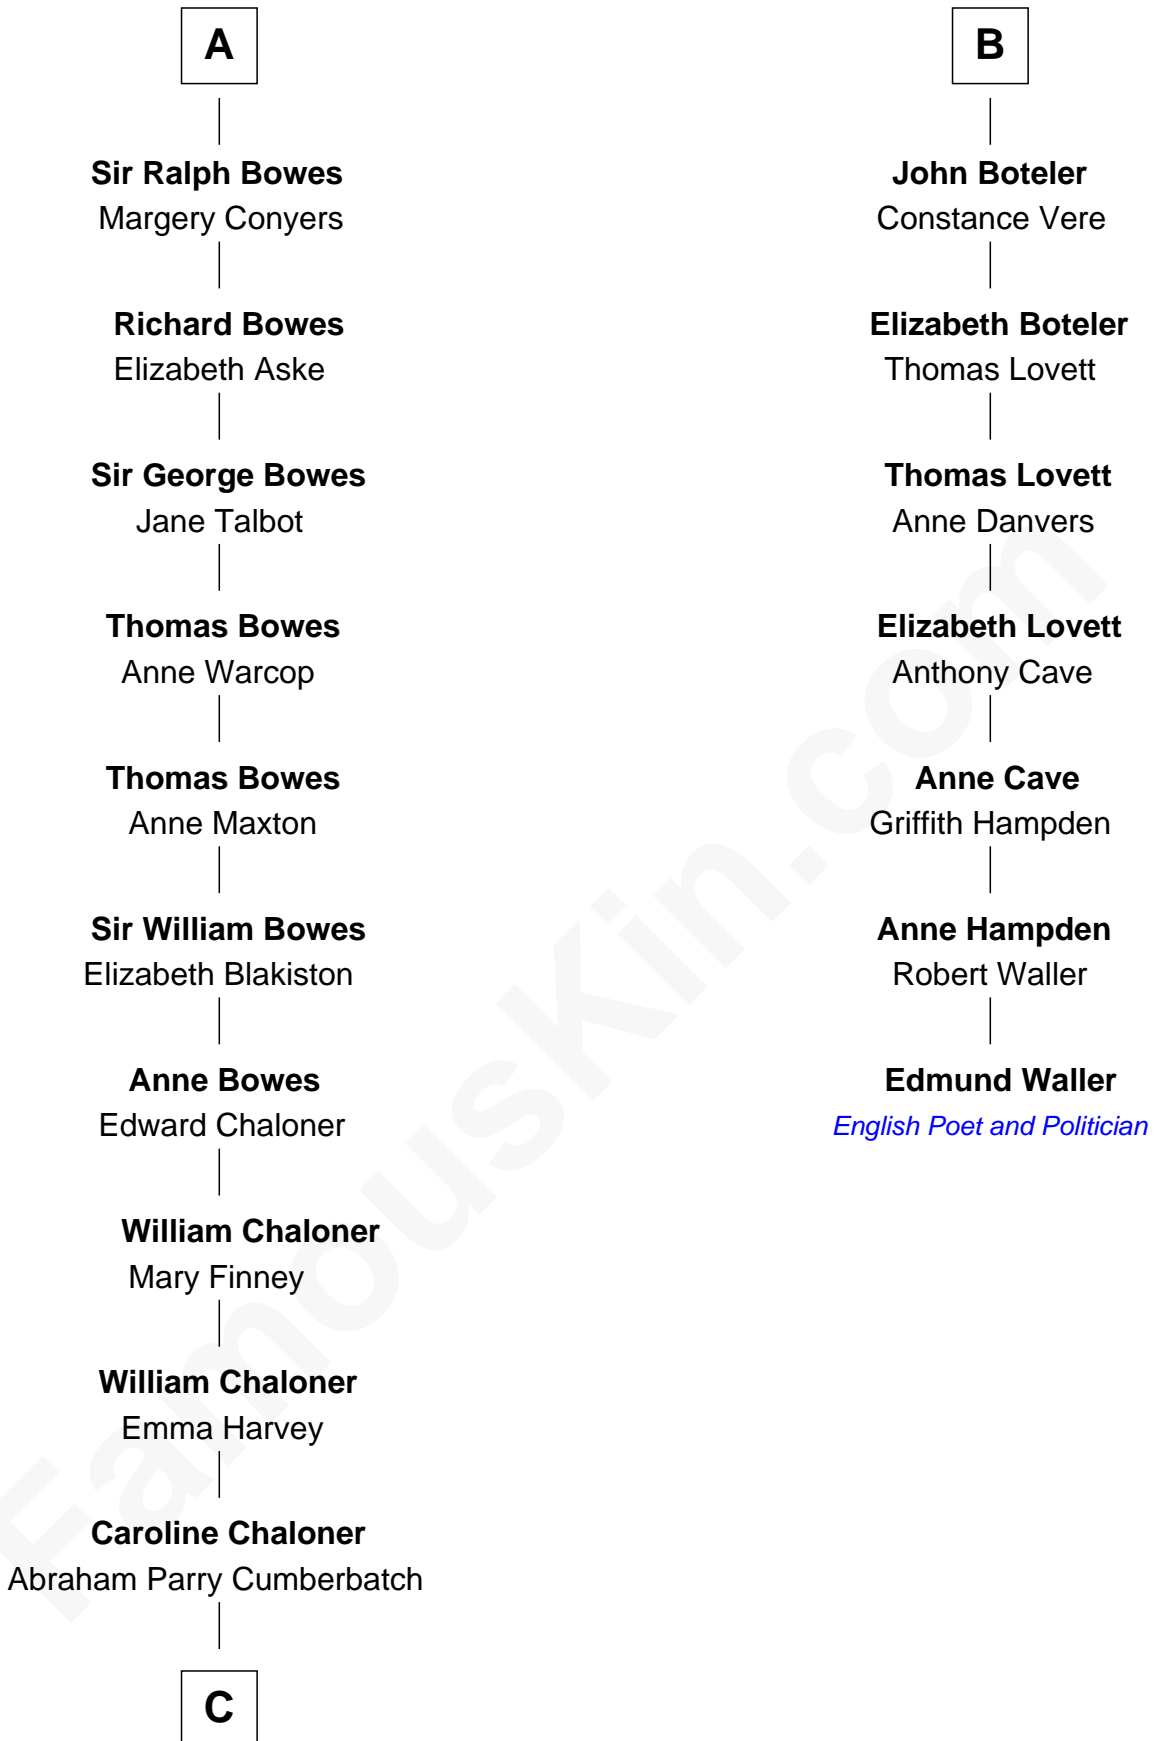 A
Sir Ralph Bowes
Margery Conyers
Richard Bowes
Elizabeth Aske
Sir George Bowes
Jane Talbot
Thomas Bowes
Anne Warcop
Thomas Bowes
Anne Maxton
Sir William Bowes
Elizabeth Blakiston
Anne Bowes
Edward Chaloner
William Chaloner
Mary Finney
William Chaloner
Emma Harvey
Caroline Chaloner
Abraham Parry Cumberbatch
C
B
John Boteler
Constance Vere
Elizabeth Boteler
Thomas Lovett
Thomas Lovett
Anne Danvers
Elizabeth Lovett
Anthony Cave
Anne Cave
Griffith Hampden
Anne Hampden
Robert Waller
Edmund Waller
English Poet and Politician
FamousKin.com